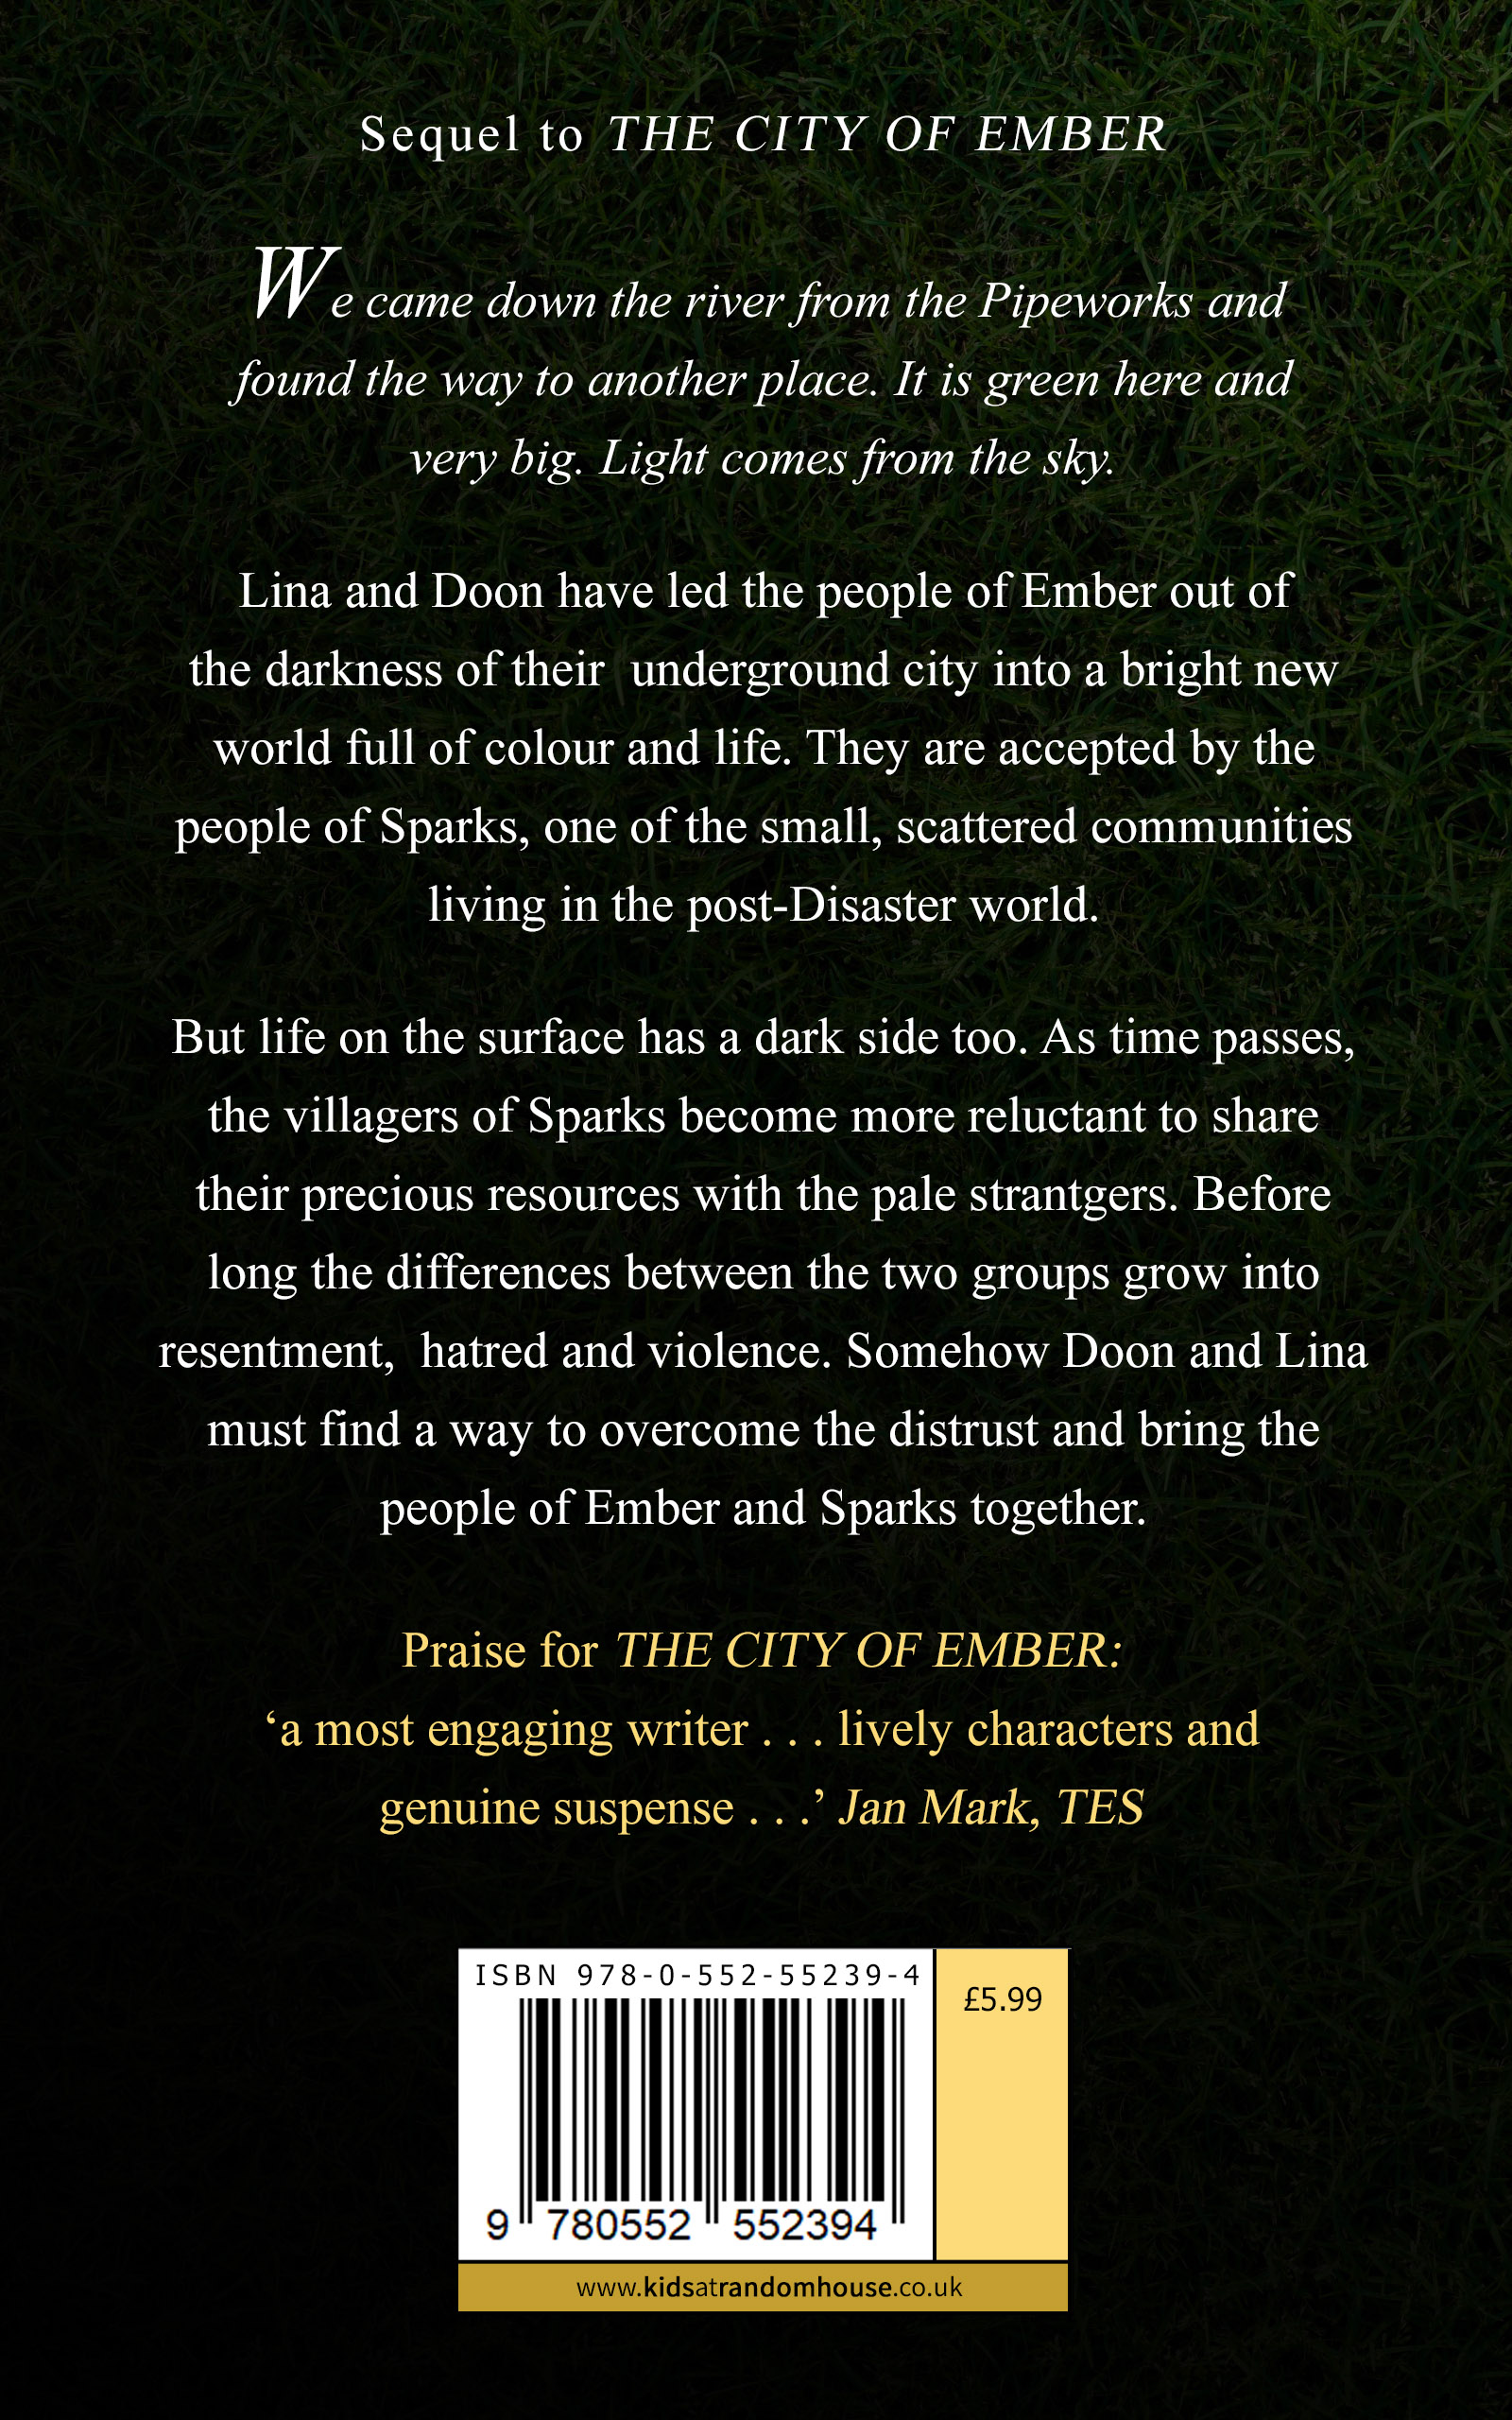 Sequel to THE CITY OF EMBER
We came down the river from the Pipeworks and
found the way to another place. It is green here and
very big. Light comes from the sky.
Lina and Doon have led the people of Ember out of
the darkness of their  underground city into a bright new
world full of colour and life. They are accepted by the
people of Sparks, one of the small, scattered communities
living in the post-Disaster world.
But life on the surface has a dark side too. As time passes,
the villagers of Sparks become more reluctant to share
their precious resources with the pale strantgers. Before
long the differences between the two groups grow into
resentment,  hatred and violence. Somehow Doon and Lina
must find a way to overcome the distrust and bring the
people of Ember and Sparks together.
Praise for THE CITY OF EMBER:
‘a most engaging writer . . . lively characters and
genuine suspense . . .’ Jan Mark, TES
ISBN 978-0-552-55239-4
£5.99
9 780552 552394
www.kidsatrandomhouse.co.uk